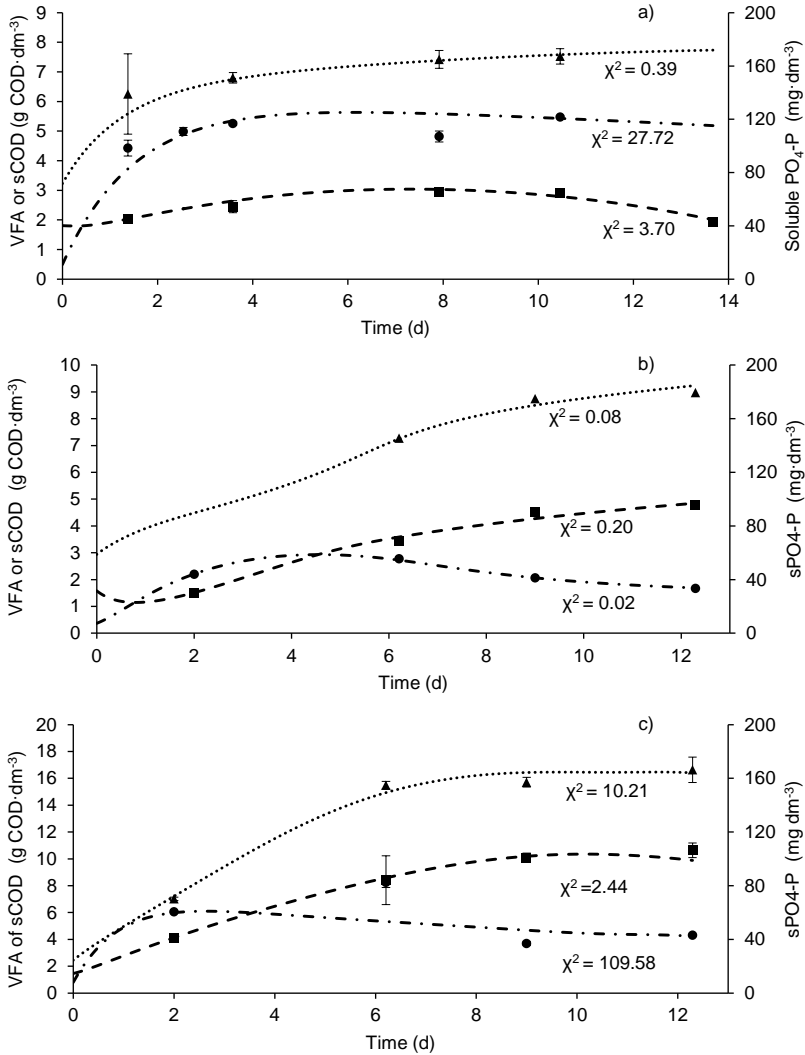 a)
9
8
7
6
5
4
3
2
1
0
VFA or sCOD (g COD·dm-3)
200
160
120
80
40
0
Soluble PO4-P (mg·dm-3)
χ2 = 0.39
χ2 = 27.72
χ2 = 3.70
0 2 4 6 8 10 12 14
Time (d)
b)
10
9
8
7
6
5
4
3
2
1
0
VFA or sCOD (g COD·dm-3)
200
160
120
80
40
0
sPO4-P (mg·dm-3)
χ2 = 0.08
χ2 = 0.20
χ2 = 0.02
0 2 4 6 8 10 12
Time (d)
c)
20
18
16
14
12
10
8
6
4
2
0
VFA of sCOD (g COD·dm-3)
200
160
120
80
40
0
sPO4-P (mg dm-3)
χ2 = 10.21
χ2 =2.44
χ2 = 109.58
0 2 4 6 8 10 12
Time (d)